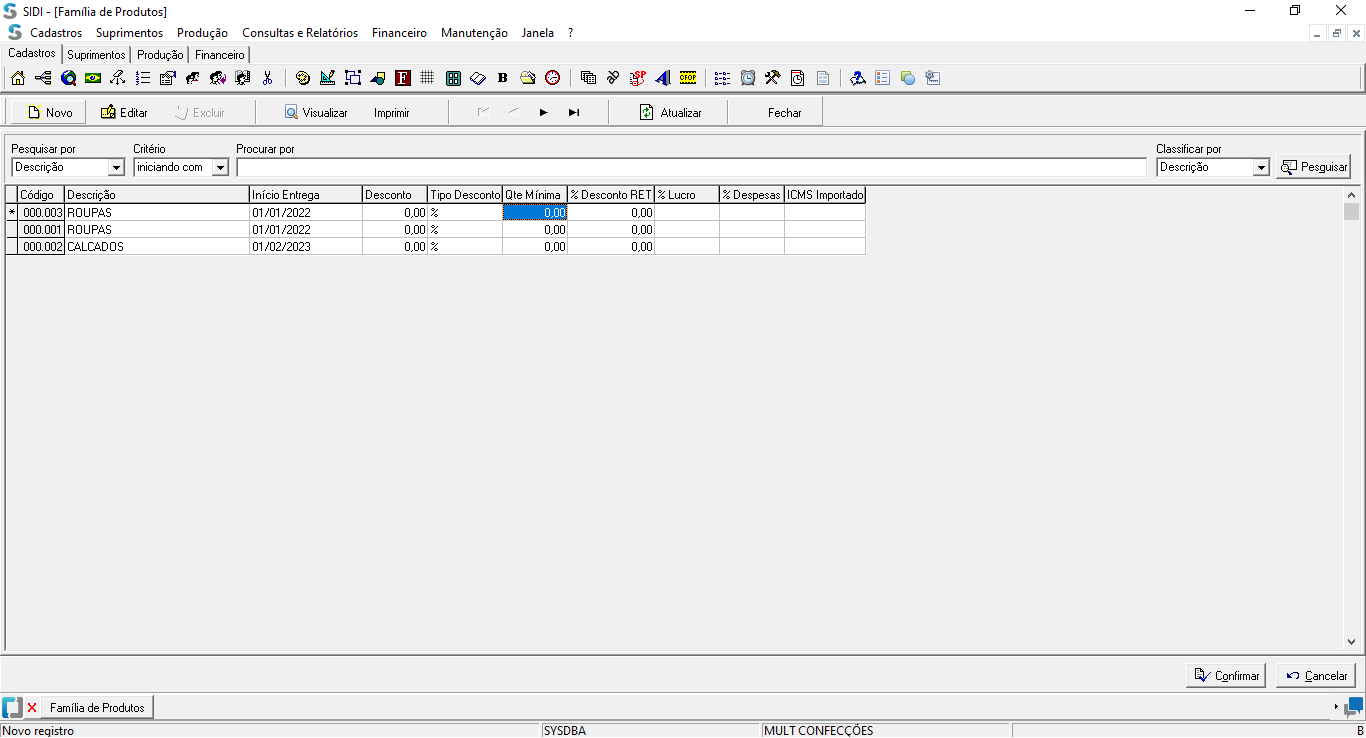 SIDI - [Família de Produtos]
Cadastros Suprimentos Produção Consultas e Relatórios Financeiro Manutenção Janela ?
Cadastros Suprimentos Produção Financeiro
F B SP CFOP
Novo Editar Excluir Visualizar Imprimir Atualizar Fechar
Pesquisar por Critério Procurar por Classificar por
Descrição iniciando com Descrição Pesquisar
Código Descrição Início Entrega Desconto Tipo Desconto Qte Mínima % Desconto RET % Lucro % Despesas ICMS Importado
* 000.003 ROUPAS 01/01/2022 0,00 % 0,00 0,00
000.001 ROUPAS 01/01/2022 0,00 % 0,00 0,00
000.002 CALCADOS 01/02/2023 0,00 % 0,00 0,00
Confirmar Cancelar
Família de Produtos
Novo registro SYSDBA MULT CONFECÇÕES B